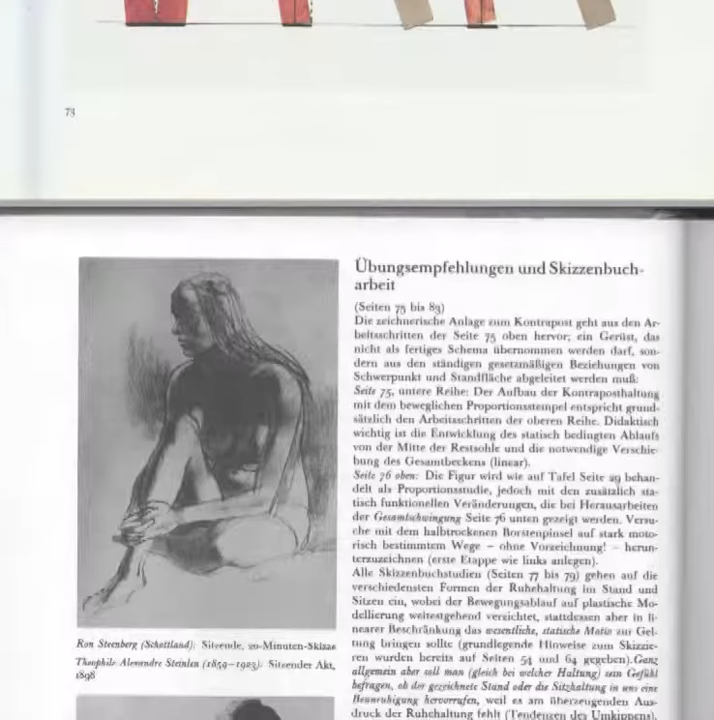 73
Übungsempfehlungen und Skizzenbuch-
arbeit
(Seiten 75 bis 83)
Die zeichnerische Anlage zum Kontrapost geht aus den Ar-
beitsschritten der Seite 75 oben hervor; ein Gerüst, das
nicht als fertiges Schema übernommen werden darf, son-
dern aus den ständigen gesetzmäßigen Beziehungen von
Schwerpunkt und Standfläche abgeleitet werden muß:
Seite 75, untere Reihe: Der Aufbau der Kontraposthaltung
mit dem beweglichen Proportionsstempel entspricht grund-
sätzlich den Arbeitsschritten der oberen Reihe. Didaktisch
wichtig ist die Entwicklung des statisch bedingten Ablaufs
von der Mitte der Restsohle und die notwendige Verschie-
bung des Gesamtbeckens (linear).
Seite 76 oben: Die Figur wird wie auf Tafel Seite 29 behan-
delt als Proportionsstudie, jedoch mit den zusätzlich sta-
tisch funktionellen Veränderungen, die bei Herausarbeiten
der Gesamtschwingung Seite 76 unten gezeigt werden. Versu-
che mit dem halbtrockenen Borstenpinsel auf stark moto-
risch bestimmtem Wege – ohne Vorzeichnung! – herun-
terzuzeichnen (erste Etappe wie links anlegen).
Alle Skizzenbuchstudien (Seiten 77 bis 79) gehen auf die
verschiedensten Formen der Ruhehaltung im Stand und
Sitzen ein, wobei der Bewegungsablauf auf plastische Mo-
dellierung weitestgehend verzichtet, stattdessen aber in li-
nearer Beschränkung das wesentliche, statische Motiv zur Gel-
tung bringen sollte (grundlegende Hinweise zum Skizzie-
ren wurden bereits auf Seiten 54 und 64 gegeben). Ganz
allgemein aber soll man (gleich bei welcher Haltung) sein Gefühl
befragen, ob der gezeichnete Stand oder die Sitzhaltung in uns eine
Beunruhigung hervorrufen, weil es am überzeugenden Aus-
druck der Ruhehaltung fehlt (Tendenzen des Umkippens,
Ron Steenberg (Schottland): Sitzende, 20-Minuten-Skizze
Théophile Alexandre Steinlen (1859–1923): Sitzender Akt,
1898